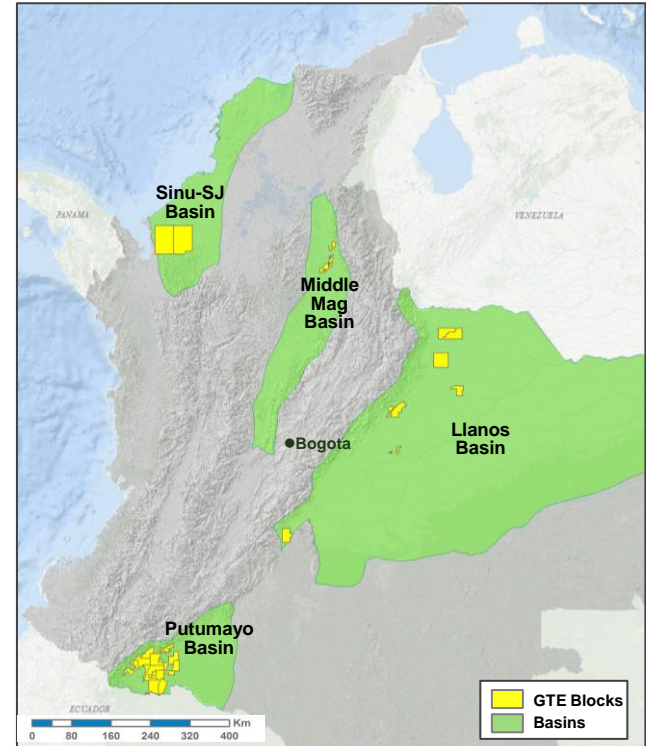 Sinu-SJ
Basin
PANAMA
VENEZUELA
Middle
Mag
Basin
Llanos
Basin
Bogota
Putumayo
Basin
ECUADOR
GTE Blocks
Basins
Km
0 80 160 240 320 400